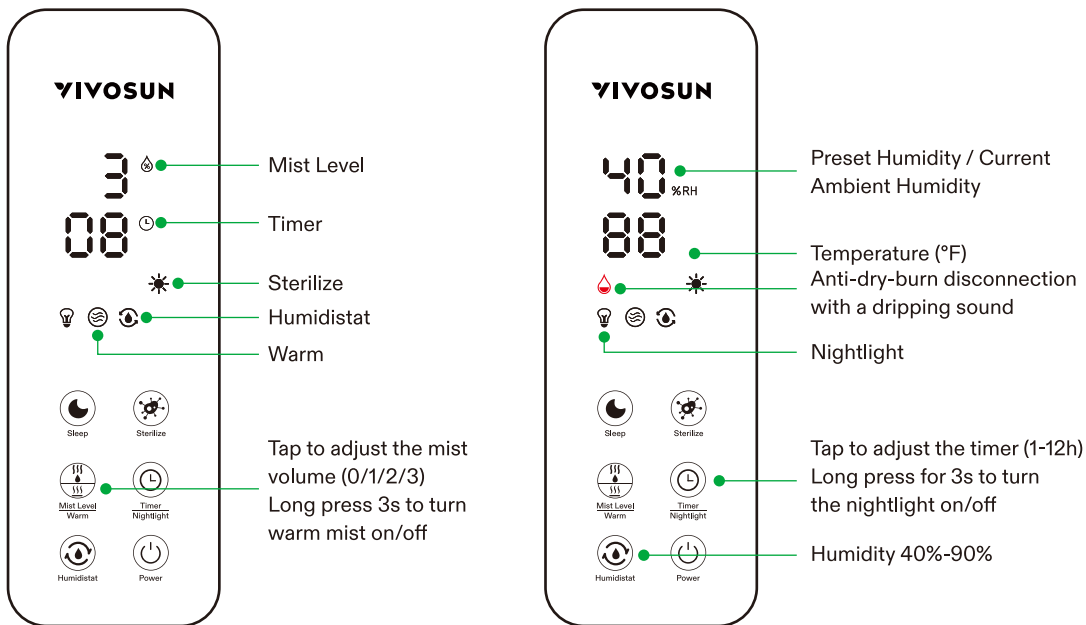 VIVOSUN
3 %
Mist Level
08
Timer
Sterilize
Humidistat
Warm
Sleep
Sterilize
Mist Level
Warm
Timer
Nightlight
Tap to adjust the mist
volume (0/1/2/3)
Long press 3s to turn
warm mist on/off
Humidistat
Power
VIVOSUN
40 %RH
Preset Humidity / Current
Ambient Humidity
88
Temperature (°F)
Anti-dry-burn disconnection
with a dripping sound
Nightlight
Sleep
Sterilize
Mist Level
Warm
Timer
Nightlight
Tap to adjust the timer (1-12h)
Long press for 3s to turn
the nightlight on/off
Humidistat
Power
Humidity 40%-90%